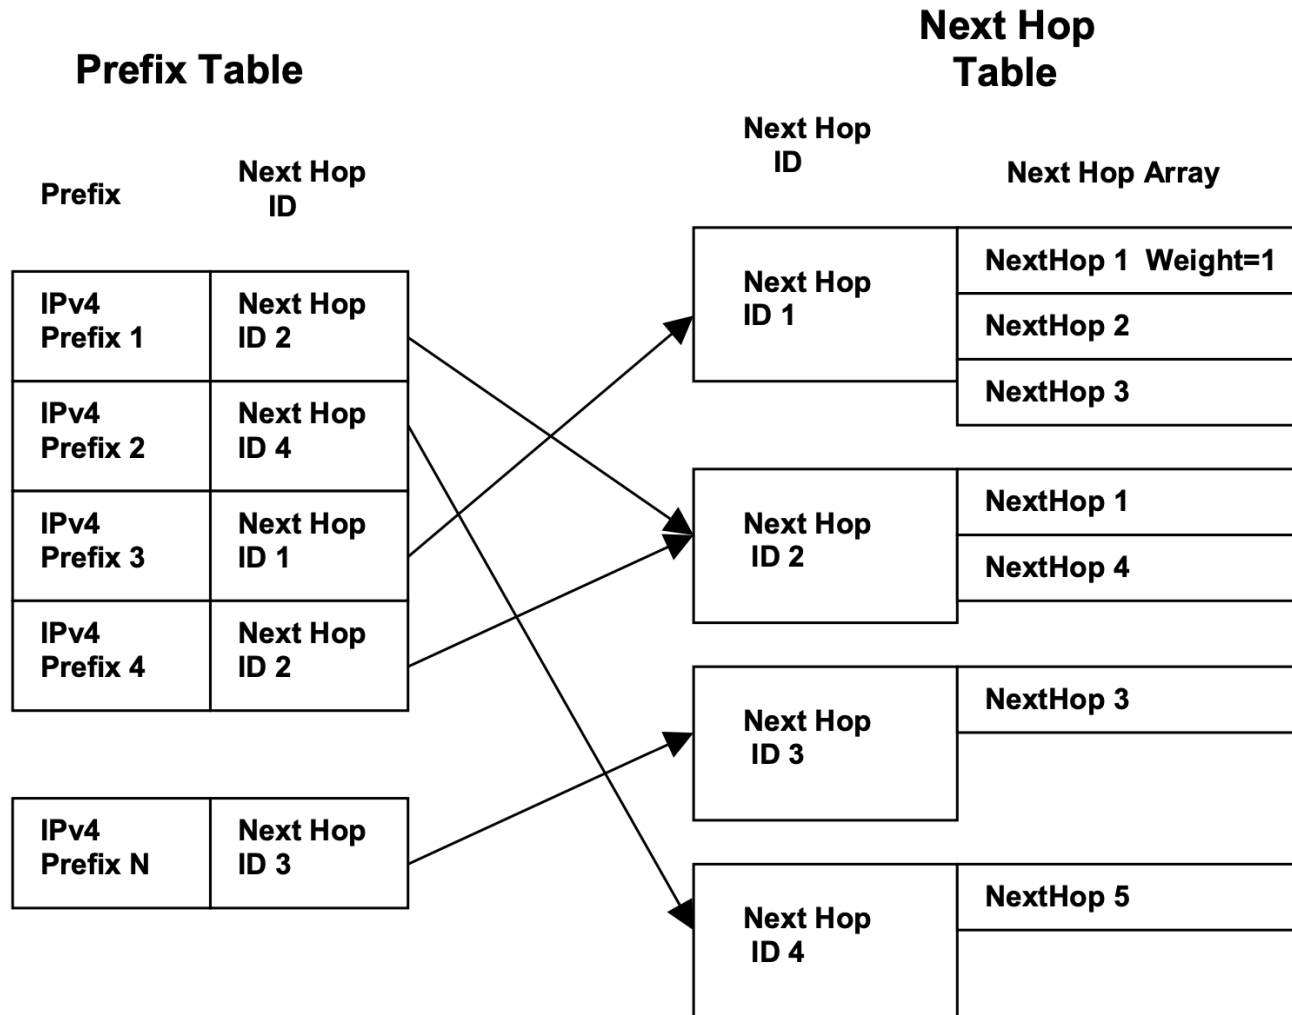 Prefix Table
Next Hop
Table
Prefix
Next Hop
ID
Next Hop
ID
Next Hop Array
IPv4
Prefix 1
Next Hop
ID 2
IPv4
Prefix 2
Next Hop
ID 4
IPv4
Prefix 3
Next Hop
ID 1
IPv4
Prefix 4
Next Hop
ID 2
IPv4
Prefix N
Next Hop
ID 3
Next Hop
ID 1
NextHop 1 Weight=1
NextHop 2
NextHop 3
Next Hop
ID 2
NextHop 1
NextHop 4
Next Hop
ID 3
NextHop 3
Next Hop
ID 4
NextHop 5